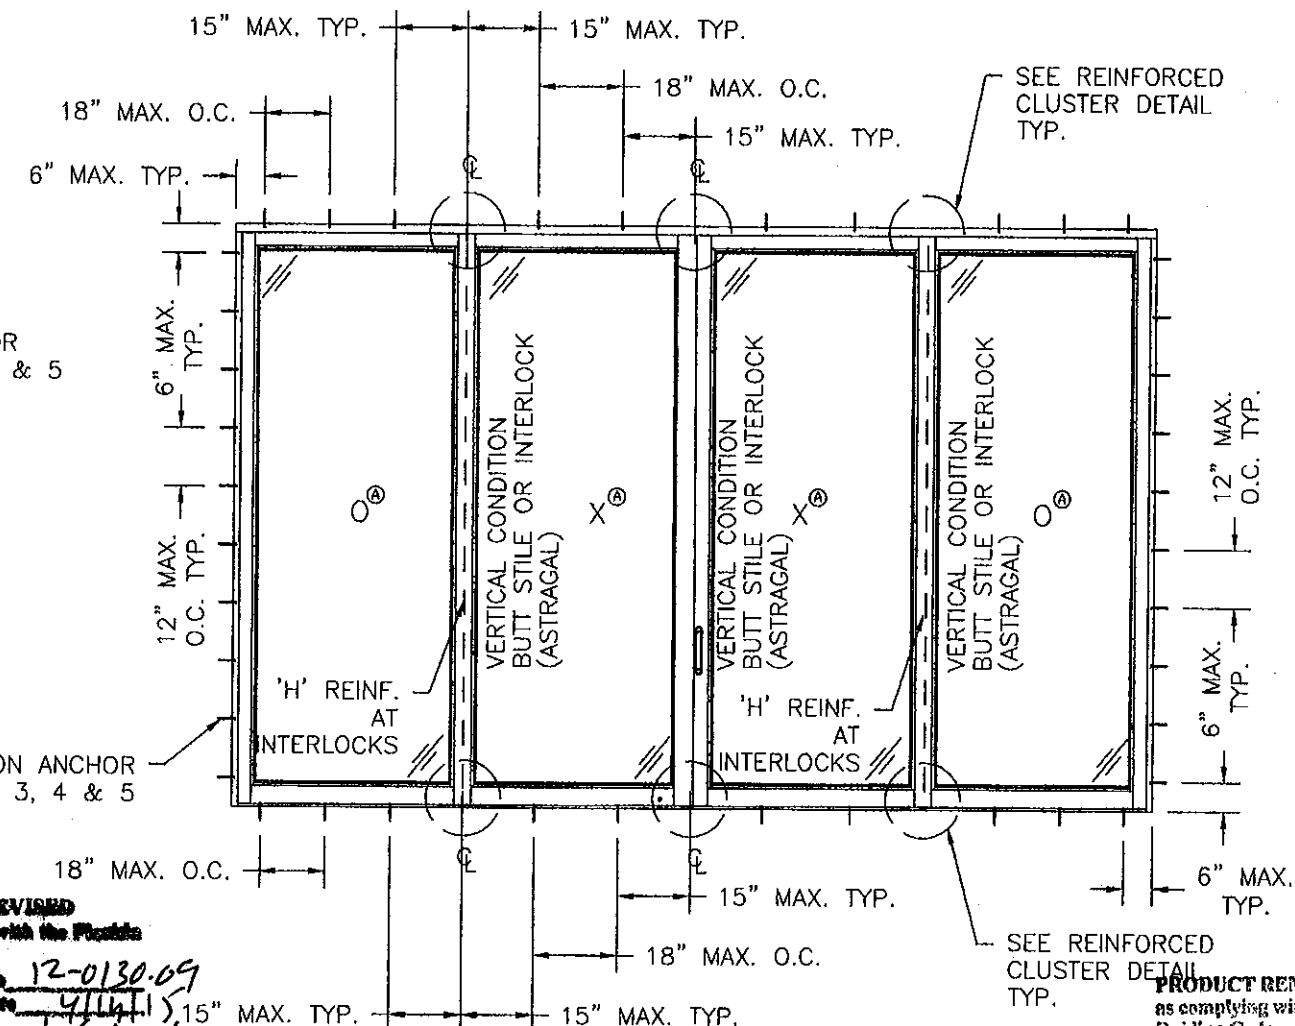 15" MAX. TYP.
15" MAX. TYP.
18" MAX. O.C.
18" MAX. O.C.
15" MAX. TYP.
6" MAX. TYP.
SEE REINFORCED
CLUSTER DETAIL
TYP.
℄
℄
6" MAX.
TYP.
& 5
12" MAX.
O.C. TYP.
O Ⓐ
VERTICAL CONDITION
BUTT STILE OR INTERLOCK
(ASTRAGAL)
X Ⓐ
VERTICAL CONDITION
BUTT STILE OR INTERLOCK
(ASTRAGAL)
X Ⓐ
VERTICAL CONDITION
BUTT STILE OR INTERLOCK
(ASTRAGAL)
O Ⓐ
12" MAX.
O.C. TYP.
6" MAX.
TYP.
'H' REINF.
AT
INTERLOCKS
'H' REINF.
AT
INTERLOCKS
ANCHOR
3, 4 & 5
℄
℄
18" MAX. O.C.
15" MAX. TYP.
6" MAX.
TYP.
18" MAX. O.C.
SEE REINFORCED
CLUSTER DETAIL
TYP.
15" MAX. TYP.
15" MAX. TYP.
with the Florida
12-0130.09
PRODUCT
as complying